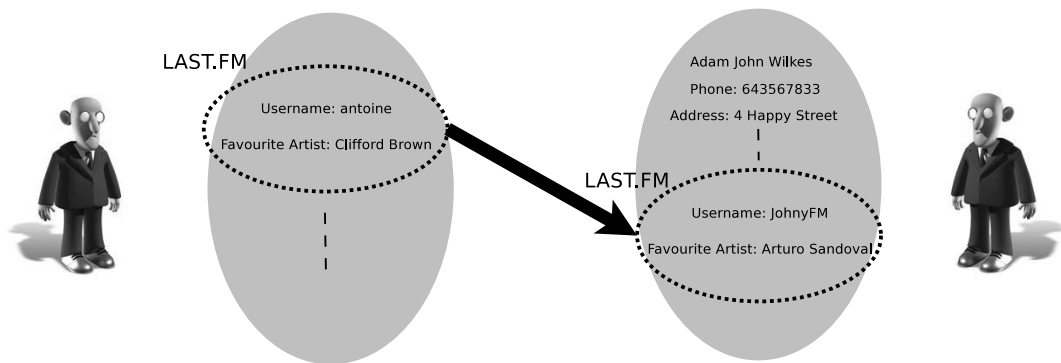 LAST.FM
Username: antoine
Favourite Artist: Clifford Brown
Adam John Wilkes
Phone: 643567833
Address: 4 Happy Street
LAST.FM
Username: JohnyFM
Favourite Artist: Arturo Sandoval